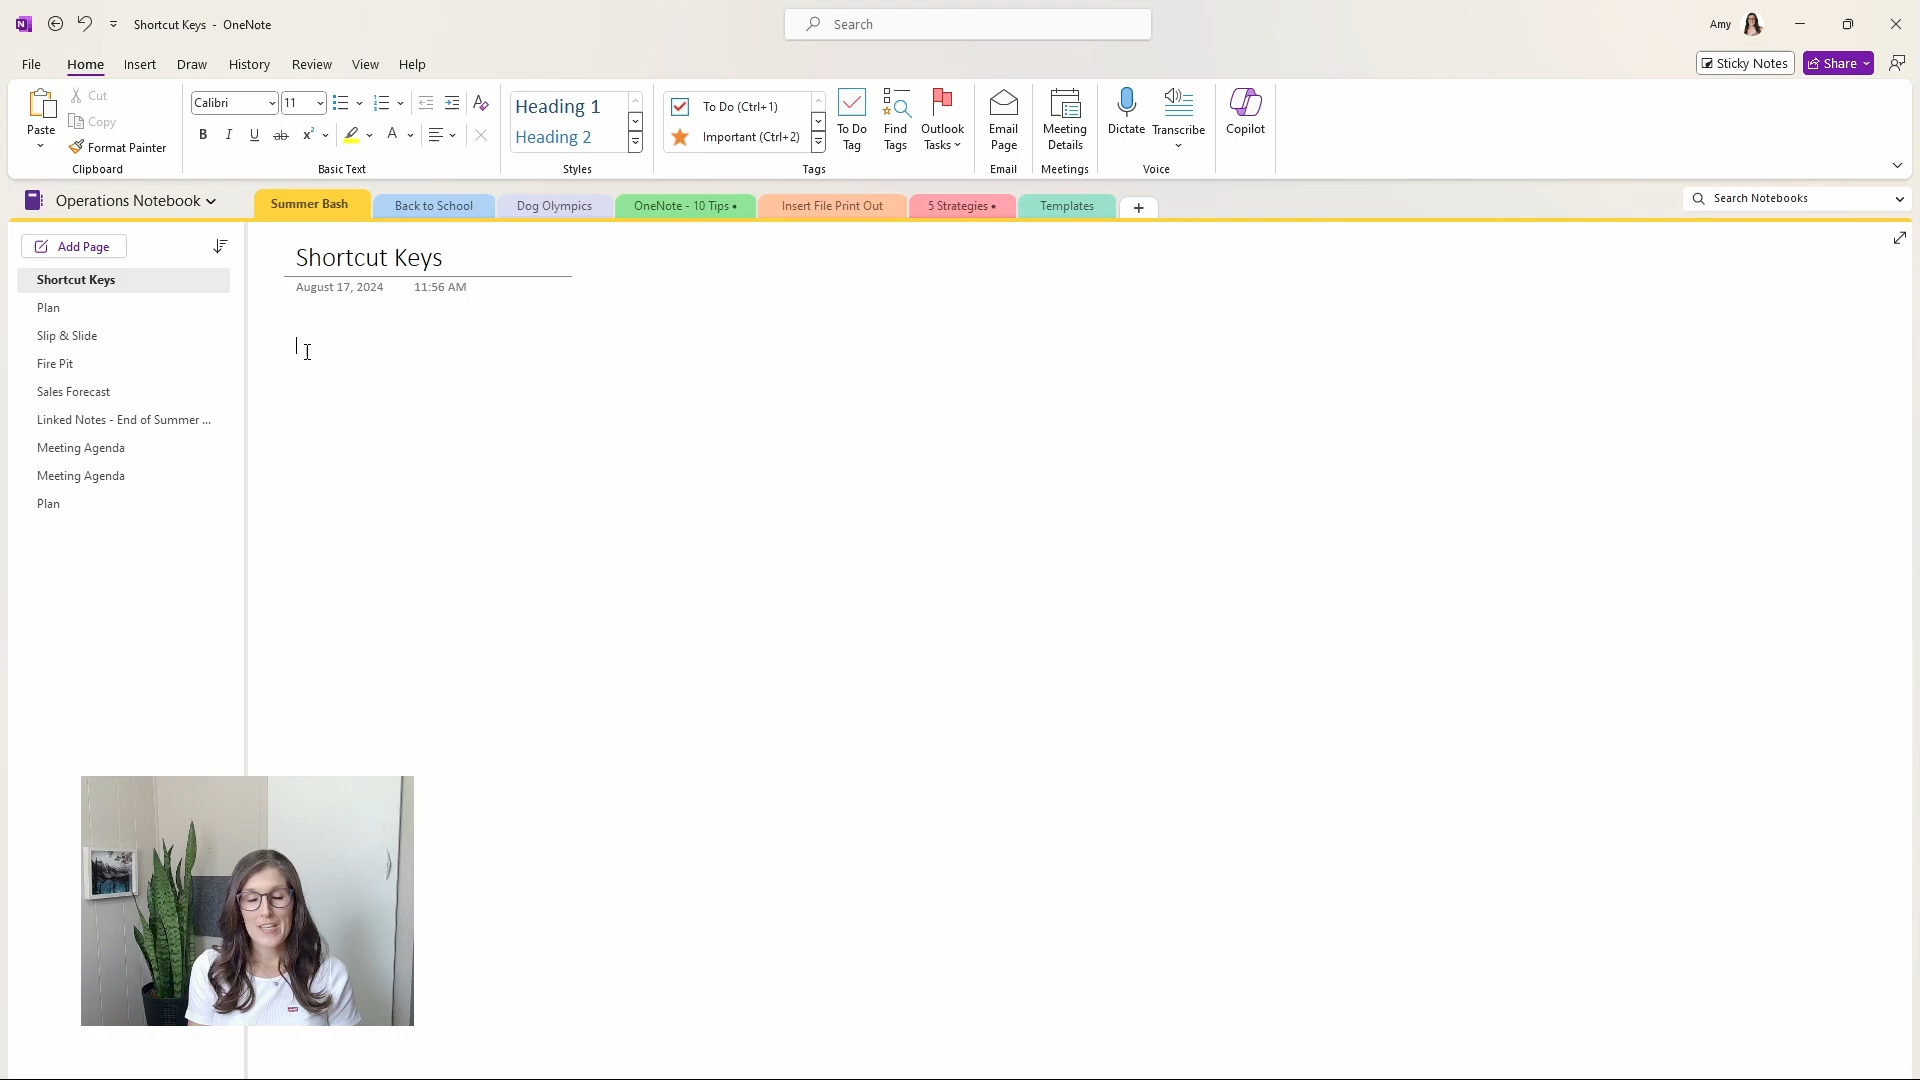 Shortcut Keys - OneNote
Search
Amy
File Home Insert Draw History Review View Help
Sticky Notes
Share
Paste
Cut
Copy
Format Painter
Clipboard
Calibri 11
B I U ab x² A A
Basic Text
Heading 1
Heading 2
Styles
To Do (Ctrl+1)
Important (Ctrl+2)
To Do
Tag
Find
Tags
Outlook
Tasks
Tags
Email
Page
Email
Meeting
Details
Meetings
Dictate
Transcribe
Voice
Copilot
Operations Notebook
Summer Bash
Back to School
Dog Olympics
OneNote - 10 Tips •
Insert File Print Out
5 Strategies •
Templates
+
Search Notebooks
Add Page
Shortcut Keys
Plan
Slip & Slide
Fire Pit
Sales Forecast
Linked Notes - End of Summer ...
Meeting Agenda
Meeting Agenda
Plan
Shortcut Keys
August 17, 2024 11:56 AM